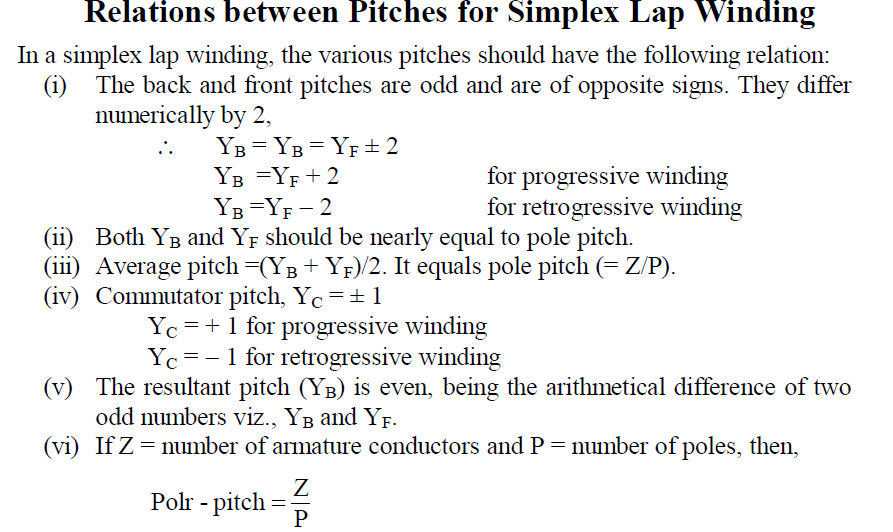 Relations between Pitches for Simplex Lap Winding
In a simplex lap winding, the various pitches should have the following relation:
(i) The back and front pitches are odd and are of opposite signs. They differ
numerically by 2,
∴ Y_B = Y_B = Y_F ± 2
Y_B =Y_F + 2 for progressive winding
Y_B =Y_F – 2 for retrogressive winding
(ii) Both Y_B and Y_F should be nearly equal to pole pitch.
(iii) Average pitch =(Y_B + Y_F)/2. It equals pole pitch (= Z/P).
(iv) Commutator pitch, Y_C = ± 1
Y_C = + 1 for progressive winding
Y_C = – 1 for retrogressive winding
(v) The resultant pitch (Y_B) is even, being the arithmetical difference of two
odd numbers viz., Y_B and Y_F.
(vi) If Z = number of armature conductors and P = number of poles, then,
Polr - pitch = Z/P